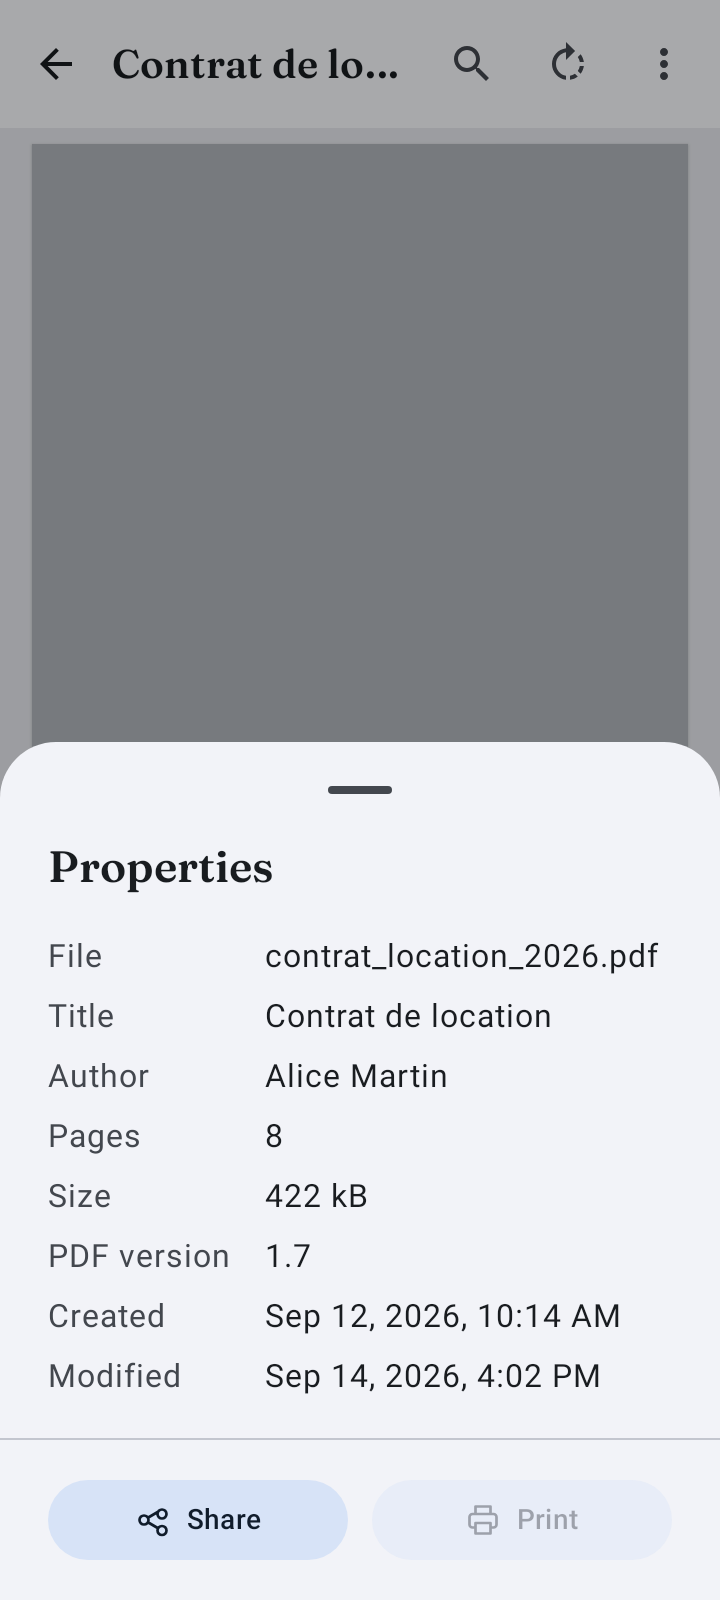 Contrat de lo...
Properties
File contrat_location_2026.pdf
Title Contrat de location
Author Alice Martin
Pages 8
Size 422 kB
PDF version 1.7
Created Sep 12, 2026, 10:14 AM
Modified Sep 14, 2026, 4:02 PM
Share Print